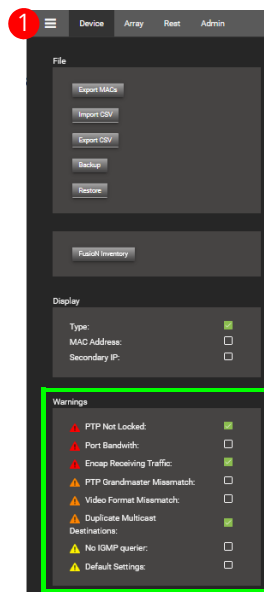 1
Device Array Rest Admin
File
Export MACs
Import CSV
Export CSV
Backup
Restore
FusioN Inventory
Display
Type:
MAC Address:
Secondary IP:
Warnings
PTP Not Locked:
Port Bandwith:
Encap Receiving Traffic:
PTP Grandmaster Missmatch:
Video Format Missmatch:
Duplicate Multicast
Destinations:
No IGMP querier:
Default Settings: